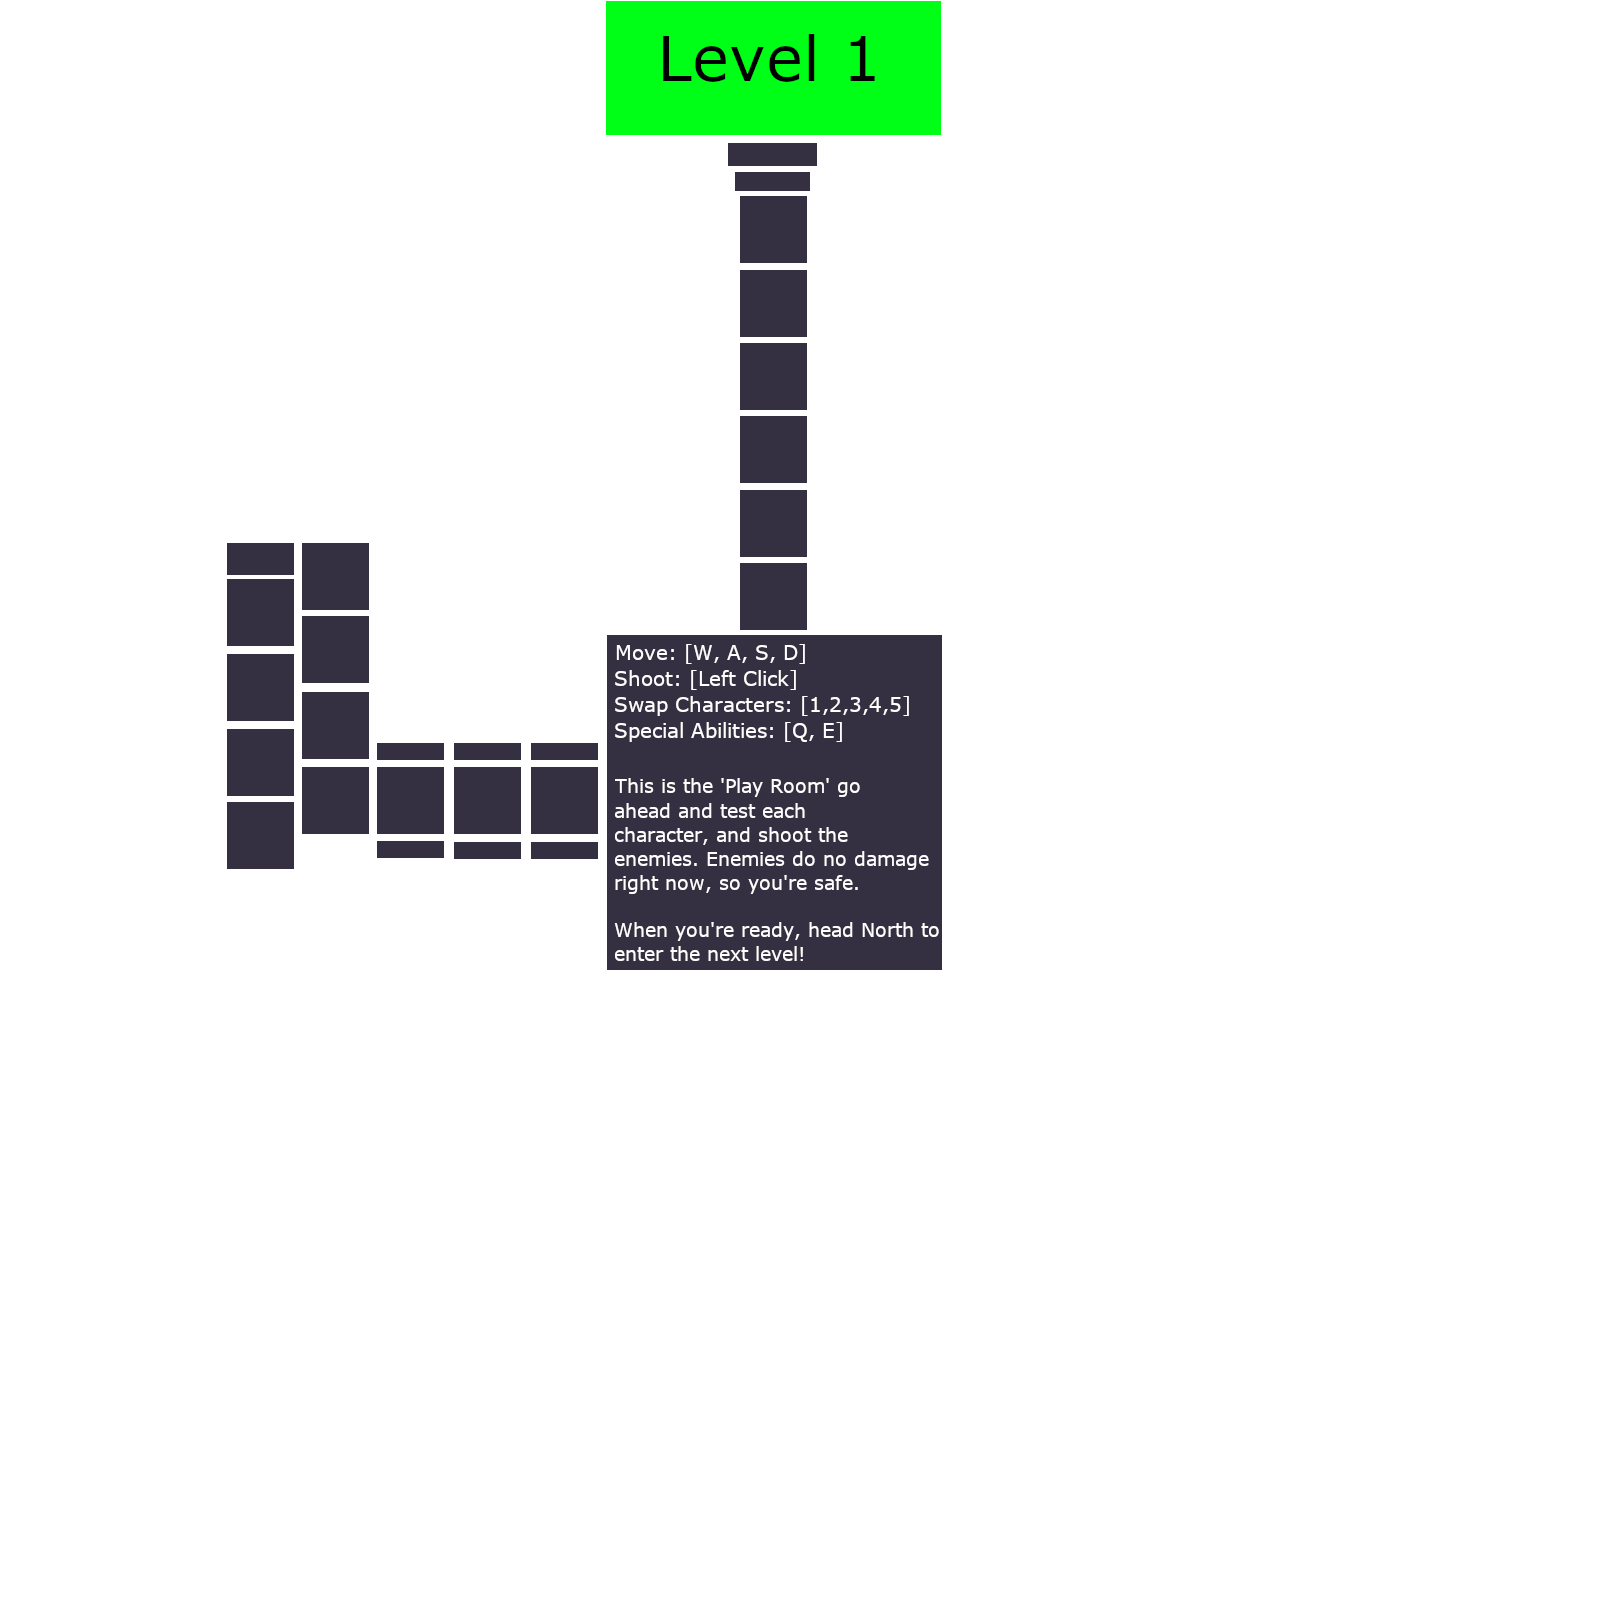 Level 1
Move: [W, A, S, D]
Shoot: [Left Click]
Swap Characters: [1,2,3,4,5]
Special Abilities: [Q, E]
This is the 'Play Room' go
ahead and test each
character, and shoot the
enemies. Enemies do no damage
right now, so you're safe.
When you're ready, head North to
enter the next level!